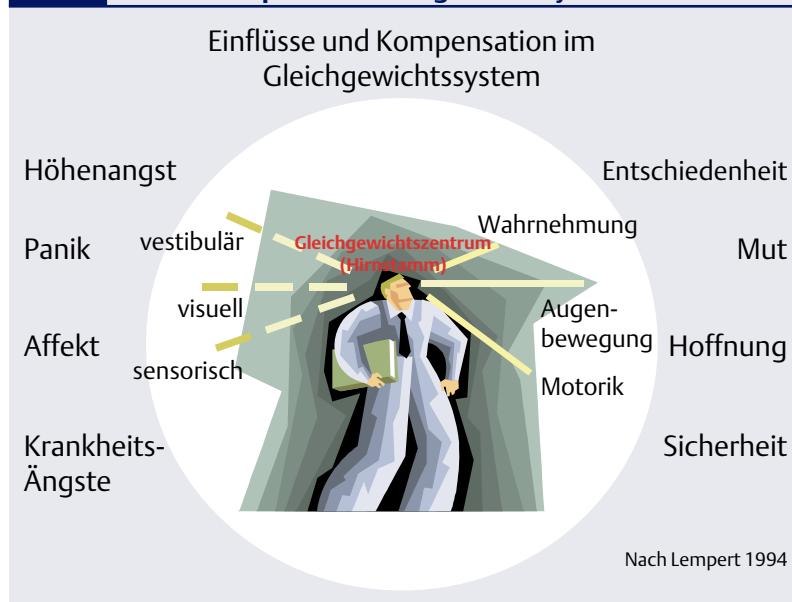 Einflüsse und Kompensation im
Gleichgewichtssystem
Höhenangst
Panik
Affekt
Krankheits-
Ängste
vestibulär
visuell
sensorisch
Gleichgewichtszentrum
(Hirnstamm)
Wahrnehmung
Augen-
bewegung
Motorik
Entschiedenheit
Mut
Hoffnung
Sicherheit
Nach Lempert 1994